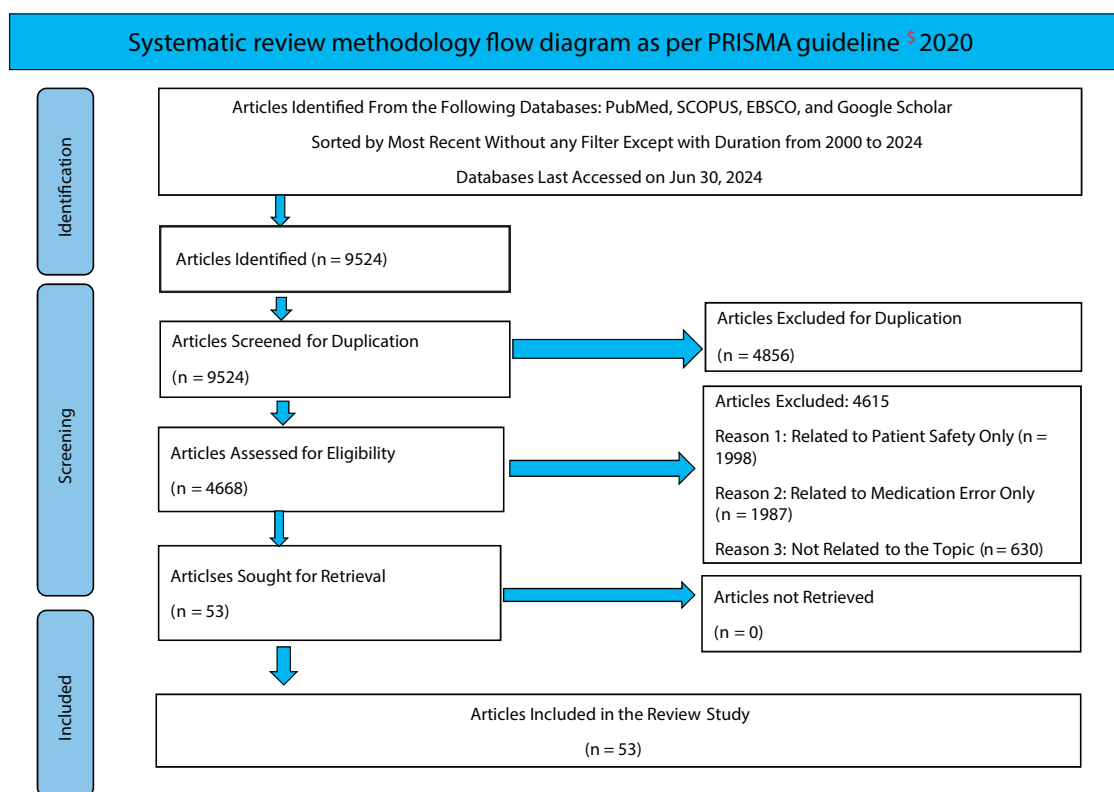 Systematic review methodology flow diagram as per PRISMA guideline $ 2020
Identification
Articles Identified From the Following Databases: PubMed, SCOPUS, EBSCO, and Google Scholar
Sorted by Most Recent Without any Filter Except with Duration from 2000 to 2024
Databases Last Accessed on Jun 30, 2024
Articles Identified (n = 9524)
Screening
Articles Screened for Duplication
(n = 9524)
Articles Excluded for Duplication
(n = 4856)
Articles Assessed for Eligibility
(n = 4668)
Articles Excluded: 4615
Reason 1: Related to Patient Safety Only (n =
1998)
Reason 2: Related to Medication Error Only
(n = 1987)
Reason 3: Not Related to the Topic (n = 630)
Articlses Sought for Retrieval
(n = 53)
Articles not Retrieved
(n = 0)
Included
Articles Included in the Review Study
(n = 53)